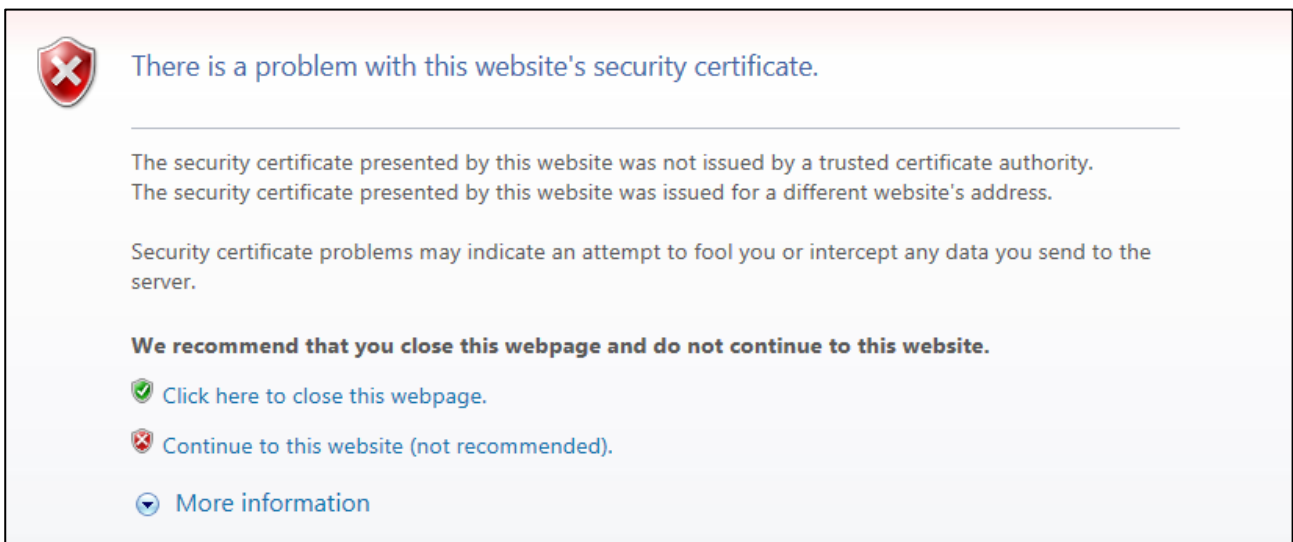 There is a problem with this website's security certificate.
The security certificate presented by this website was not issued by a trusted certificate authority.
The security certificate presented by this website was issued for a different website's address.
Security certificate problems may indicate an attempt to fool you or intercept any data you send to the
server.
We recommend that you close this webpage and do not continue to this website.
Click here to close this webpage.
Continue to this website (not recommended).
More information